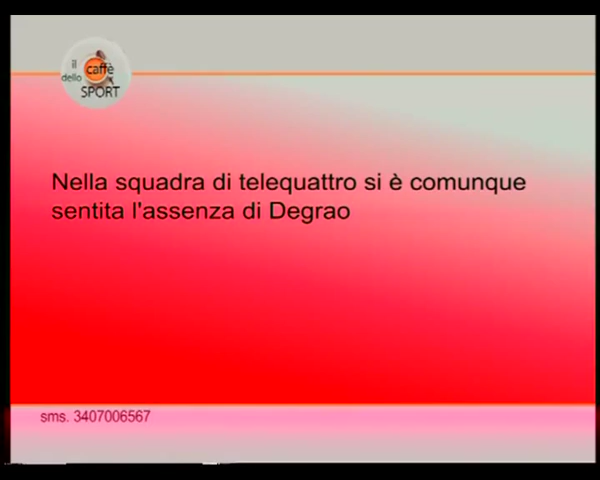 il
caffè
dello
SPORT
Nella squadra di telequattro si è comunque
sentita l'assenza di Degrao
sms. 3407006567